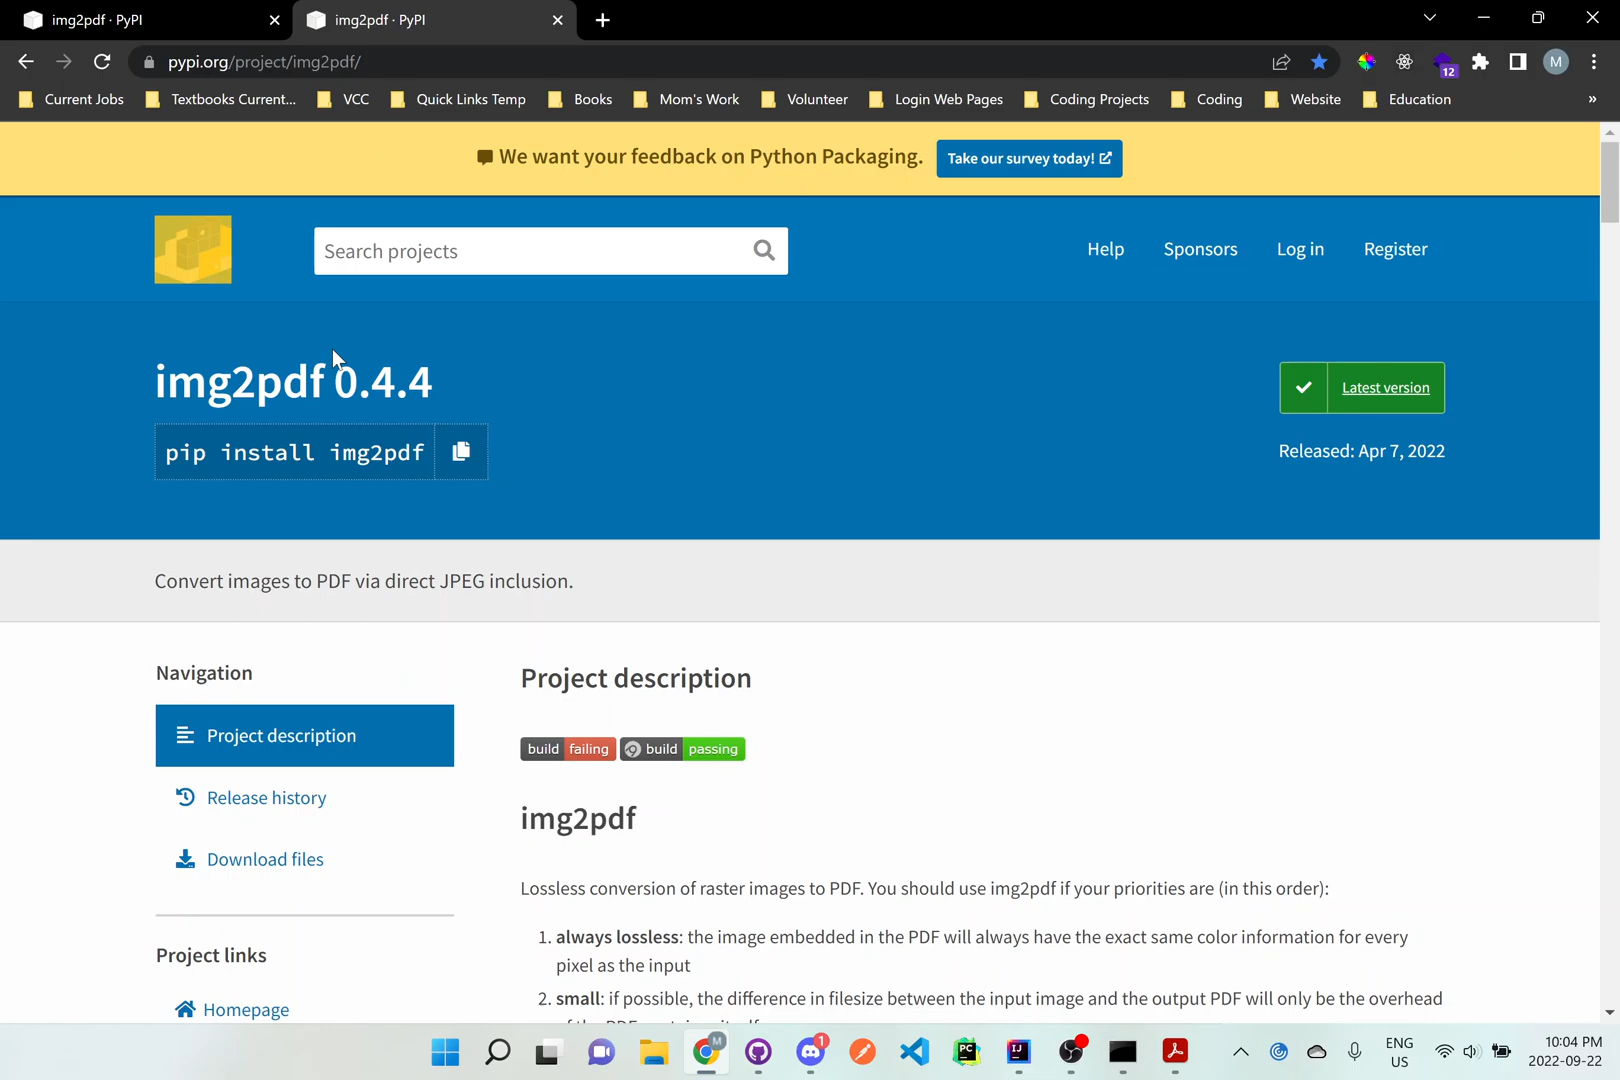 img2pdf · PyPI
img2pdf · PyPI
pypi.org/project/img2pdf/
12
M
Current Jobs
Textbooks Current...
VCC
Quick Links Temp
Books
Mom's Work
Volunteer
Login Web Pages
Coding Projects
Coding
Website
Education
»
We want your feedback on Python Packaging.
Take our survey today!
Search projects
Help
Sponsors
Log in
Register
img2pdf 0.4.4
Latest version
pip install img2pdf
Released: Apr 7, 2022
Convert images to PDF via direct JPEG inclusion.
Navigation
Project description
Release history
Download files
Project links
Homepage
Project description
build failing
build passing
img2pdf
Lossless conversion of raster images to PDF. You should use img2pdf if your priorities are (in this order):
1. always lossless: the image embedded in the PDF will always have the exact same color information for every
pixel as the input
2. small: if possible, the difference in filesize between the input image and the output PDF will only be the overhead
M
1
PC
IJ
ENG
US
10:04 PM
2022-09-22